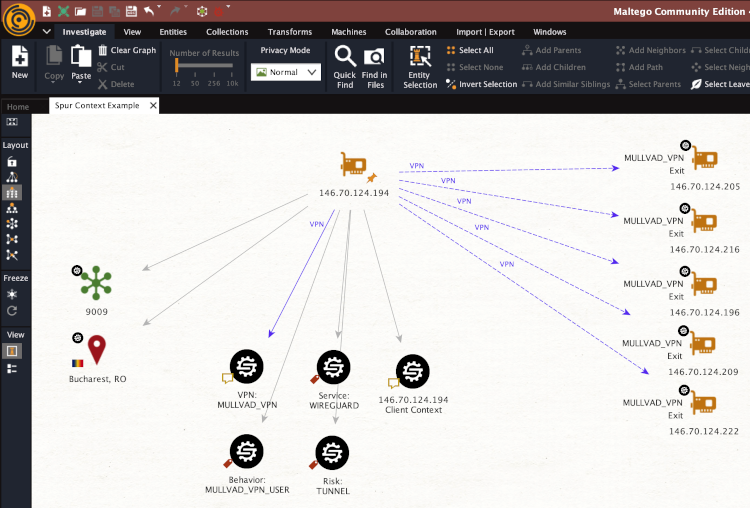 Maltego Community Edition •
Investigate View Entities Collections Transforms Machines Collaboration Import | Export Windows
New
Copy
Paste
Clear Graph
Cut
Delete
Number of Results
12 50 256 10k
Privacy Mode
Normal
Quick Find
Find in Files
Entity Selection
Select All
Select None
Invert Selection
Add Parents
Add Children
Add Similar Siblings
Add Neighbors
Add Path
Select Parents
Select Child
Select Neigh
Select Leave
Home
Spur Context Example
Layout
Freeze
View
146.70.124.194
VPN
VPN
VPN
VPN
VPN
VPN
MULLVAD_VPN
Exit
146.70.124.205
MULLVAD_VPN
Exit
146.70.124.216
MULLVAD_VPN
Exit
146.70.124.196
MULLVAD_VPN
Exit
146.70.124.209
MULLVAD_VPN
Exit
146.70.124.222
9009
Bucharest, RO
VPN:
MULLVAD_VPN
Service:
WIREGUARD
146.70.124.194
Client Context
Behavior:
MULLVAD_VPN_USER
Risk:
TUNNEL